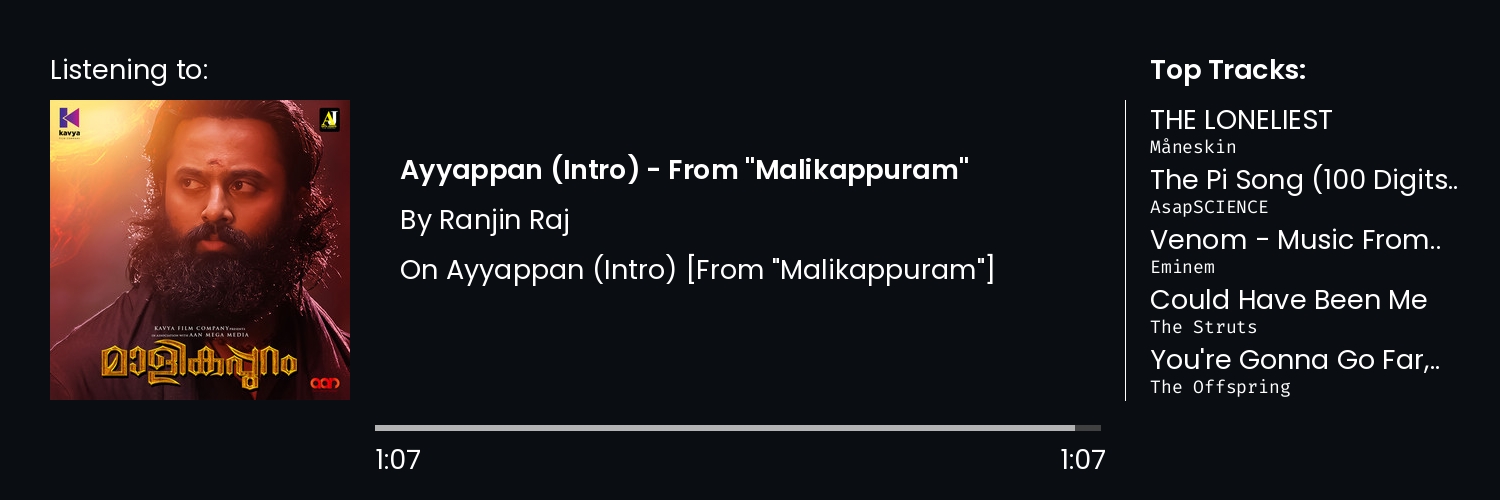 Listening to:
kavya
AJ
KAVYA FILM COMPANY PRESENTS
IN ASSOCIATION WITH AAN MEGA MEDIA
മാളികപ്പുറം
aan
Ayyappan (Intro) - From "Malikappuram"
By Ranjin Raj
On Ayyappan (Intro) [From "Malikappuram"]
1:07
1:07
Top Tracks:
THE LONELIEST
Måneskin
The Pi Song (100 Digits..
AsapSCIENCE
Venom - Music From..
Eminem
Could Have Been Me
The Struts
You're Gonna Go Far,..
The Offspring